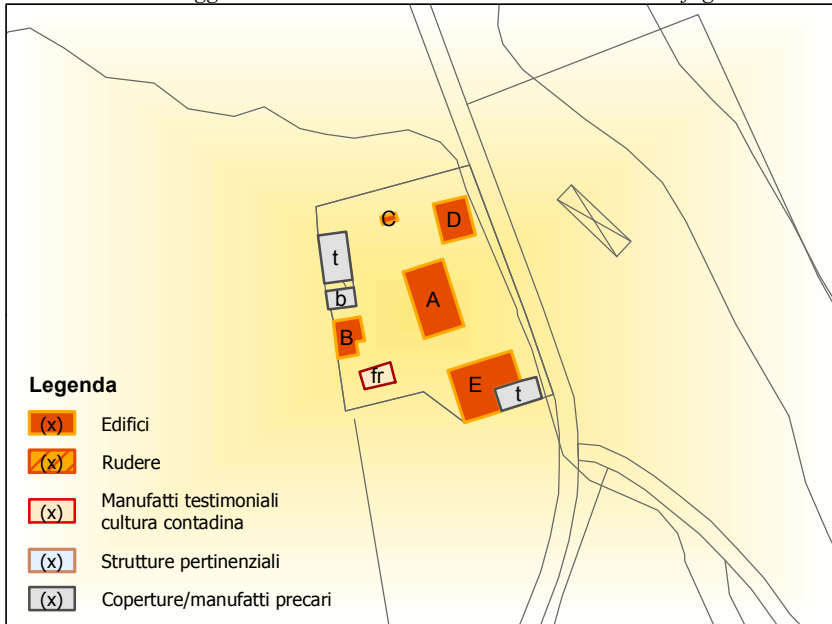 C
D
t
b
A
B
fr
E
t
Legenda
(x) Edifici
(x) Rudere
(x) Manufatti testimoniali
cultura contadina
(x) Strutture pertinenziali
(x) Coperture/manufatti precari